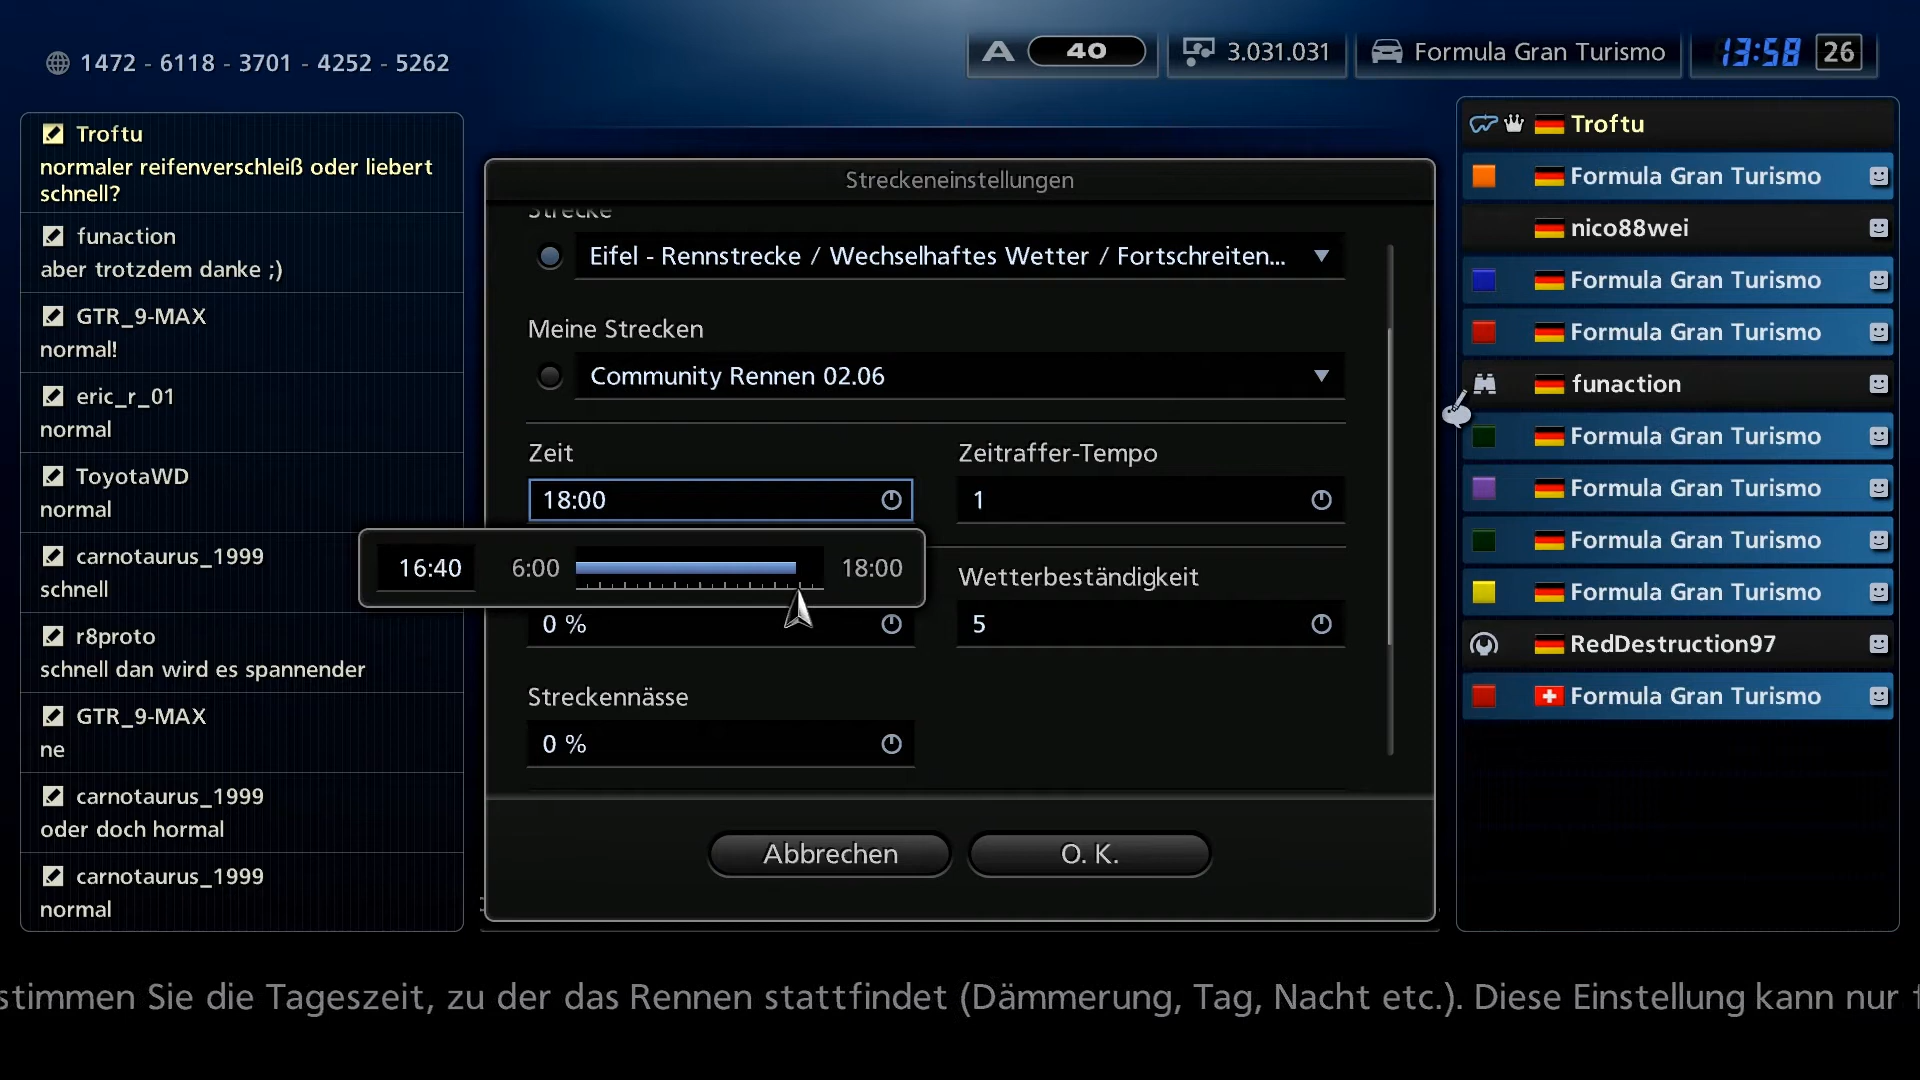 1472 - 6118 - 3701 - 4252 - 5262
A 40
3.031.031
Formula Gran Turismo
13:58 26
Troftu
normaler reifenverschleiß oder liebert
schnell?
funaction
aber trotzdem danke ;)
GTR_9-MAX
normal!
eric_r_01
normal
ToyotaWD
normal
carnotaurus_1999
schnell
r8proto
schnell dan wird es spannender
GTR_9-MAX
ne
carnotaurus_1999
oder doch hormal
carnotaurus_1999
normal
Streckeneinstellungen
Strecke
Eifel - Rennstrecke / Wechselhaftes Wetter / Fortschreiten...
Meine Strecken
Community Rennen 02.06
Zeit
Zeitraffer-Tempo
18:00
1
16:40 6:00 18:00
Wetterbeständigkeit
0 %
5
Streckennässe
0 %
Abbrechen
O. K.
Troftu
Formula Gran Turismo
nico88wei
Formula Gran Turismo
Formula Gran Turismo
funaction
Formula Gran Turismo
Formula Gran Turismo
Formula Gran Turismo
Formula Gran Turismo
RedDestruction97
Formula Gran Turismo
stimmen Sie die Tageszeit, zu der das Rennen stattfindet (Dämmerung, Tag, Nacht etc.). Diese Einstellung kann nur